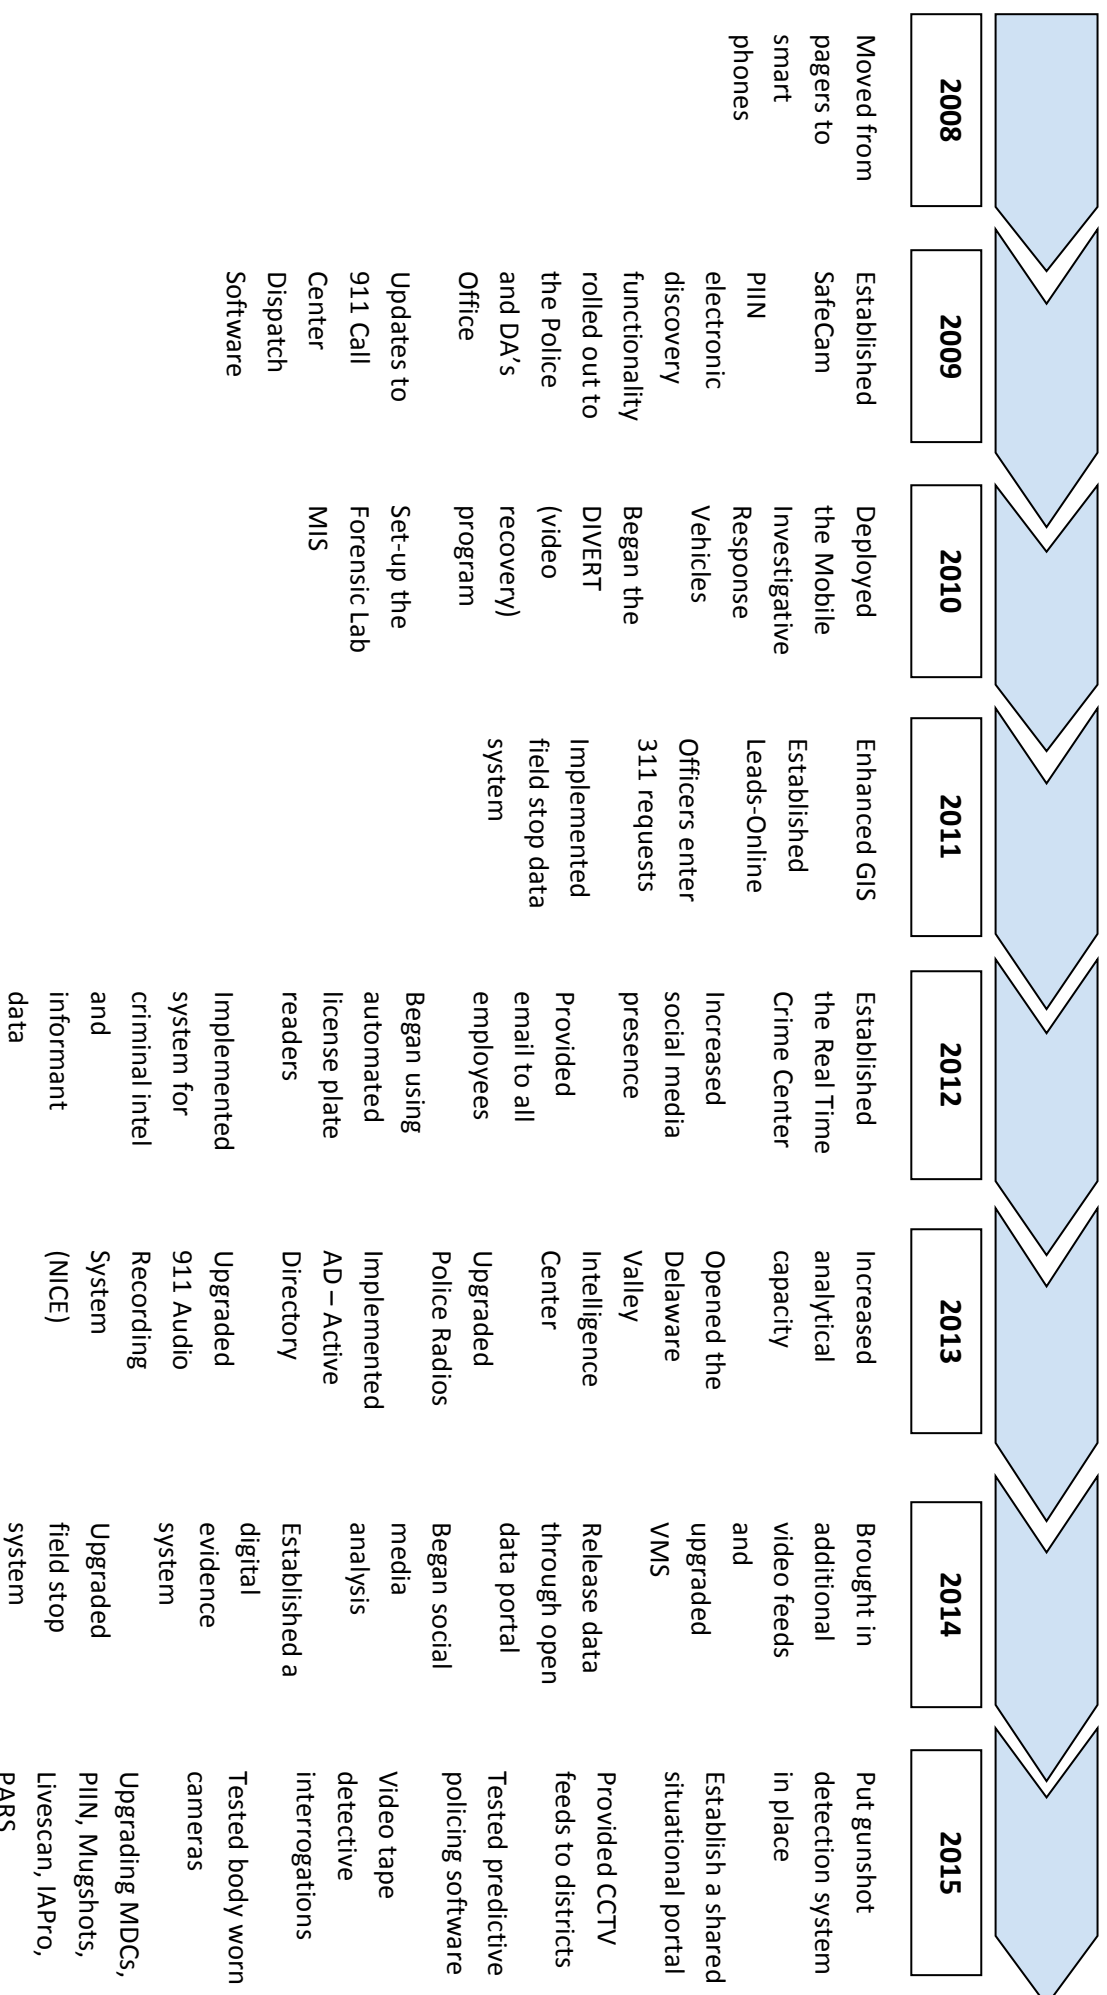 2008
Moved from
pagers to
smart
phones
2009
Established
SafeCam
PIIN
electronic
discovery
functionality
rolled out to
the Police
and DA's
Office
Updates to
911 Call
Center
Dispatch
Software
2010
Deployed
the Mobile
Investigative
Response
Vehicles
Began the
DIVERT
(video
recovery)
program
Set-up the
Forensic Lab
MIS
2011
Enhanced GIS
Established
Leads-Online
Officers enter
311 requests
Implemented
field stop data
system
2012
Established
the Real Time
Crime Center
Increased
social media
presence
Provided
email to all
employees
Began using
automated
license plate
readers
Implemented
system for
criminal intel
and
informant
data
2013
Increased
analytical
capacity
Opened the
Delaware
Valley
Intelligence
Center
Upgraded
Police Radios
Implemented
AD – Active
Directory
Upgraded
911 Audio
Recording
System
(NICE)
2014
Brought in
additional
video feeds
and
upgraded
VMS
Release data
through open
data portal
Began social
media
analysis
Established a
digital
evidence
system
Upgraded
field stop
system
2015
Put gunshot
detection system
in place
Establish a shared
situational portal
Provided CCTV
feeds to districts
Tested predictive
policing software
Video tape
detective
interrogations
Tested body worn
cameras
Upgrading MDCs,
PIIN, Mugshots,
Livescan, IAPro,
PARS